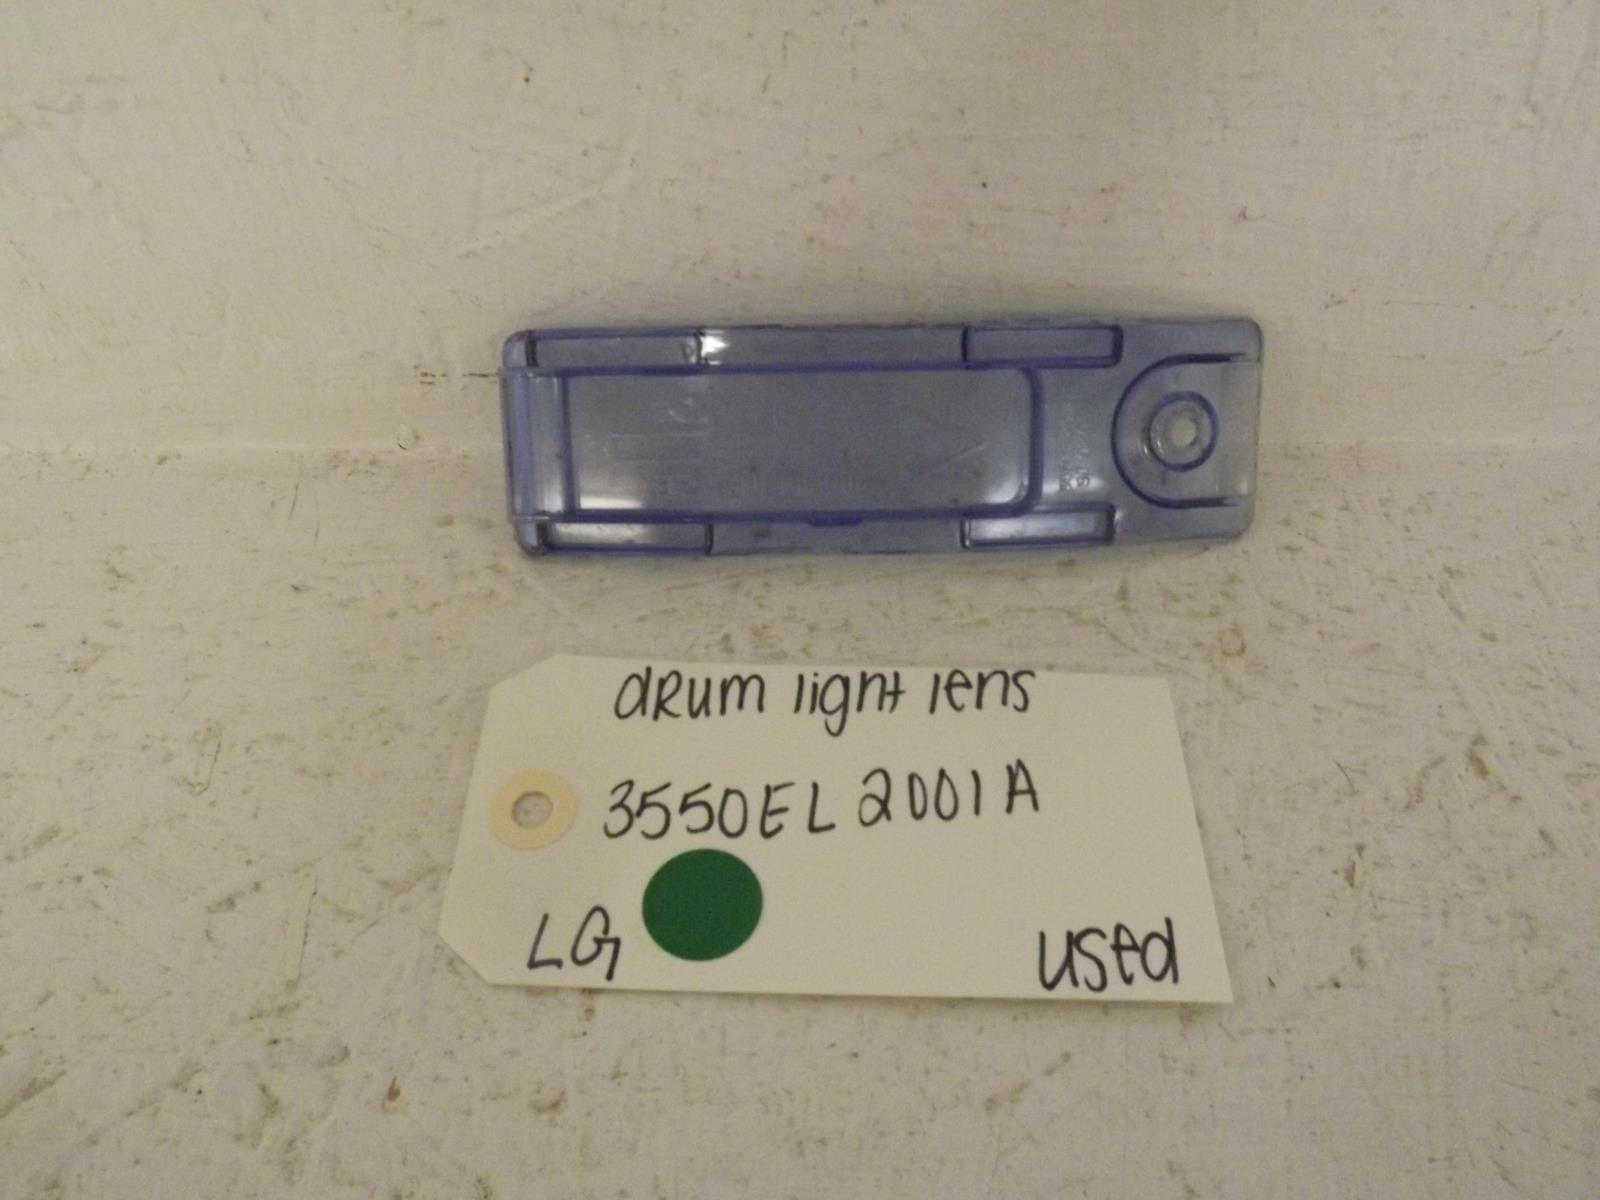 drum light lens
3550EL2001A
LG
used